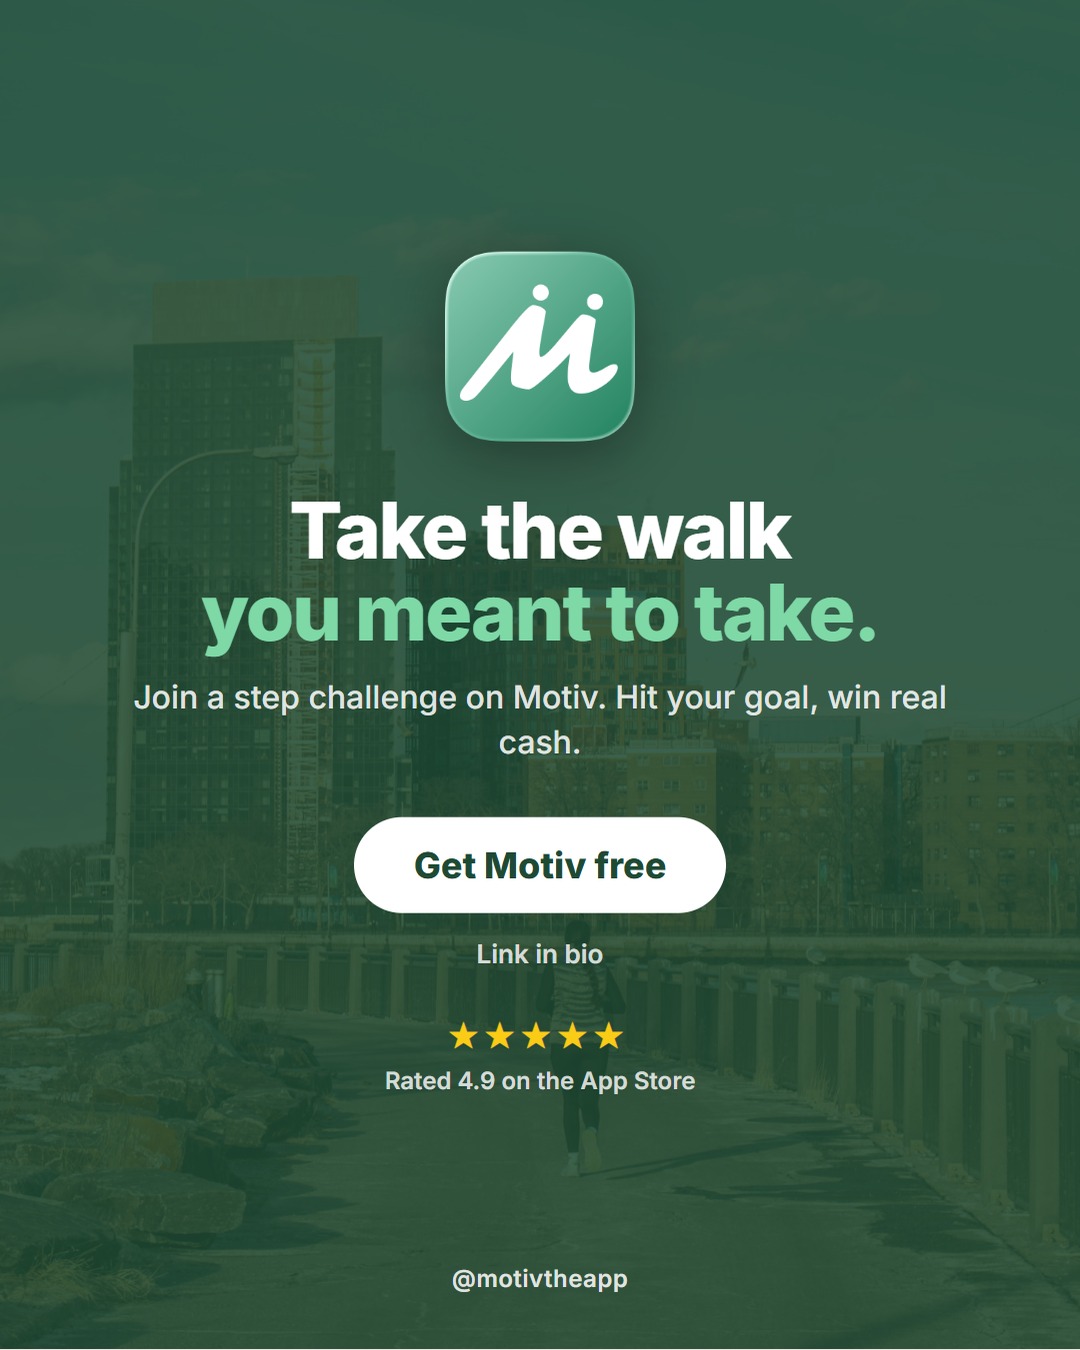 Take the walk
you meant to take.
Join a step challenge on Motiv. Hit your goal, win real
cash.
Get Motiv free
Link in bio
★★★★★
Rated 4.9 on the App Store
@motivtheapp